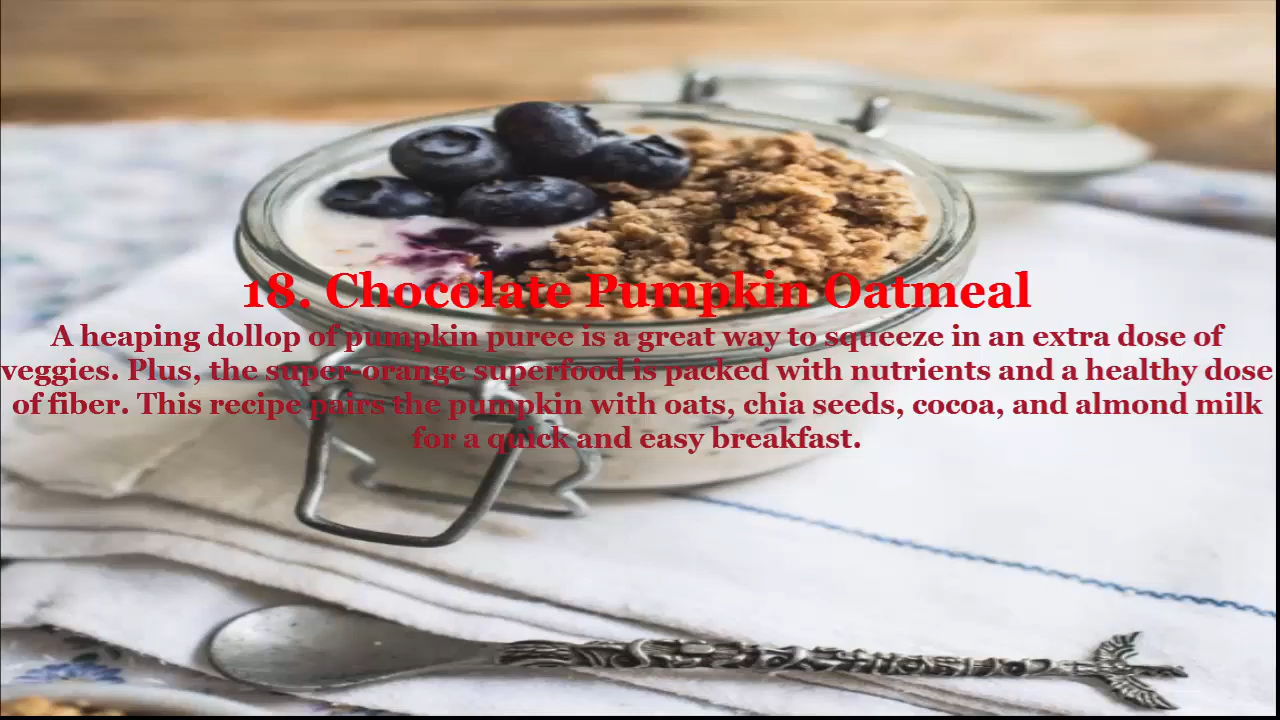 18. Chocolate Pumpkin Oatmeal
A heaping dollop of pumpkin puree is a great way to squeeze in an extra dose of
veggies. Plus, the super-orange superfood is packed with nutrients and a healthy dose
of fiber. This recipe pairs the pumpkin with oats, chia seeds, cocoa, and almond milk
for a quick and easy breakfast.